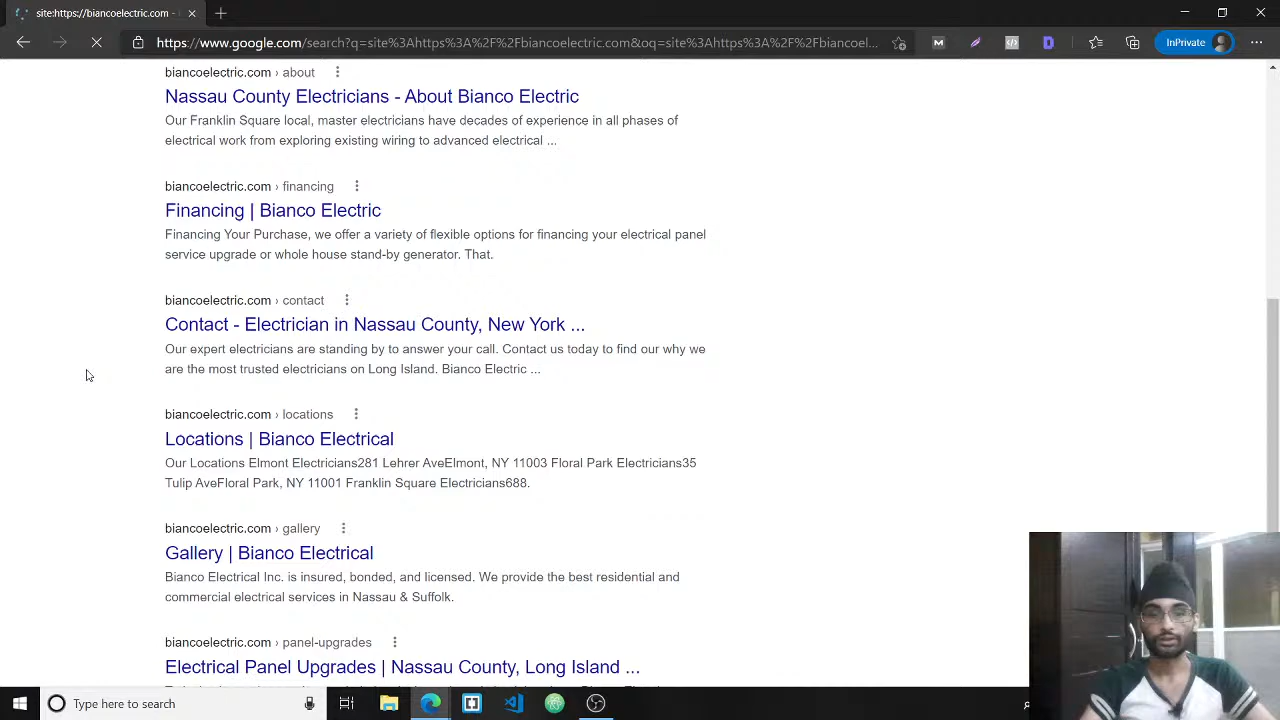 site:https://biancoelectric.com -
https://www.google.com/search?q=site%3Ahttps%3A%2F%2Fbiancoelectric.com&oq=site%3Ahttps%3A%2F%2Fbiancoel...
InPrivate
biancoelectric.com › about
Nassau County Electricians - About Bianco Electric
Our Franklin Square local, master electricians have decades of experience in all phases of
electrical work from exploring existing wiring to advanced electrical ...
biancoelectric.com › financing
Financing | Bianco Electric
Financing Your Purchase, we offer a variety of flexible options for financing your electrical panel
service upgrade or whole house stand-by generator. That.
biancoelectric.com › contact
Contact - Electrician in Nassau County, New York ...
Our expert electricians are standing by to answer your call. Contact us today to find our why we
are the most trusted electricians on Long Island. Bianco Electric ...
biancoelectric.com › locations
Locations | Bianco Electrical
Our Locations Elmont Electricians281 Lehrer AveElmont, NY 11003 Floral Park Electricians35
Tulip AveFloral Park, NY 11001 Franklin Square Electricians688.
biancoelectric.com › gallery
Gallery | Bianco Electrical
Bianco Electrical Inc. is insured, bonded, and licensed. We provide the best residential and
commercial electrical services in Nassau & Suffolk.
biancoelectric.com › panel-upgrades
Electrical Panel Upgrades | Nassau County, Long Island ...
Type here to search